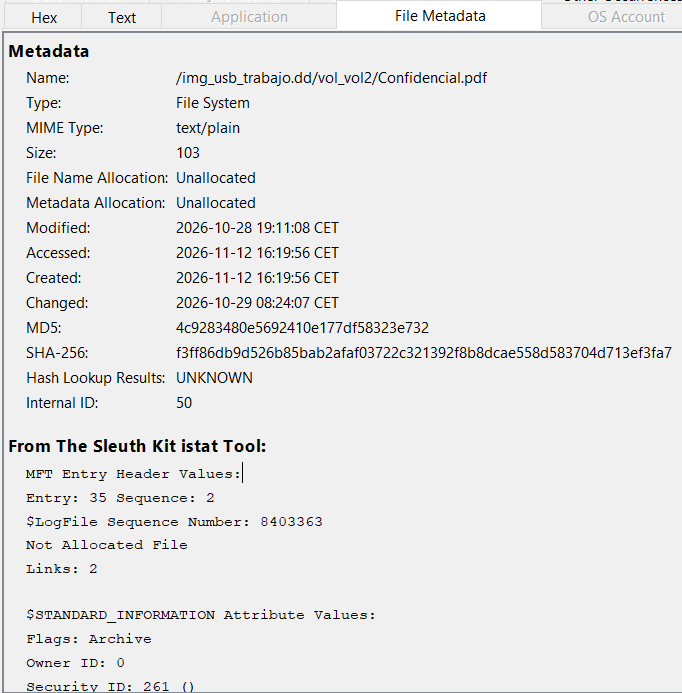 Hex Text Application File Metadata OS Account
Metadata
Name: /img_usb_trabajo.dd/vol_vol2/Confidencial.pdf
Type: File System
MIME Type: text/plain
Size: 103
File Name Allocation: Unallocated
Metadata Allocation: Unallocated
Modified: 2026-10-28 19:11:08 CET
Accessed: 2026-11-12 16:19:56 CET
Created: 2026-11-12 16:19:56 CET
Changed: 2026-10-29 08:24:07 CET
MD5: 4c9283480e5692410e177df58323e732
SHA-256: f3ff86db9d526b85bab2afaf03722c321392f8b8dcae558d583704d713ef3fa7
Hash Lookup Results: UNKNOWN
Internal ID: 50
From The Sleuth Kit istat Tool:
MFT Entry Header Values:
Entry: 35 Sequence: 2
$LogFile Sequence Number: 8403363
Not Allocated File
Links: 2
$STANDARD_INFORMATION Attribute Values:
Flags: Archive
Owner ID: 0
Security ID: 261 ()